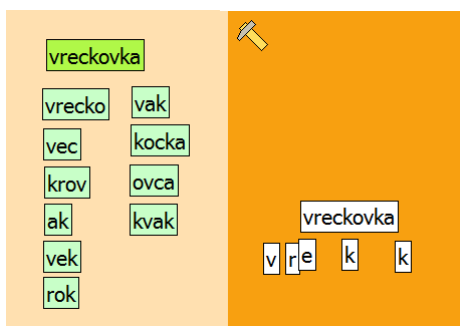 vreckovka
vrecko
vec
krov
ak
vek
rok
vak
kocka
ovca
kvak
vreckovka
v r e k k